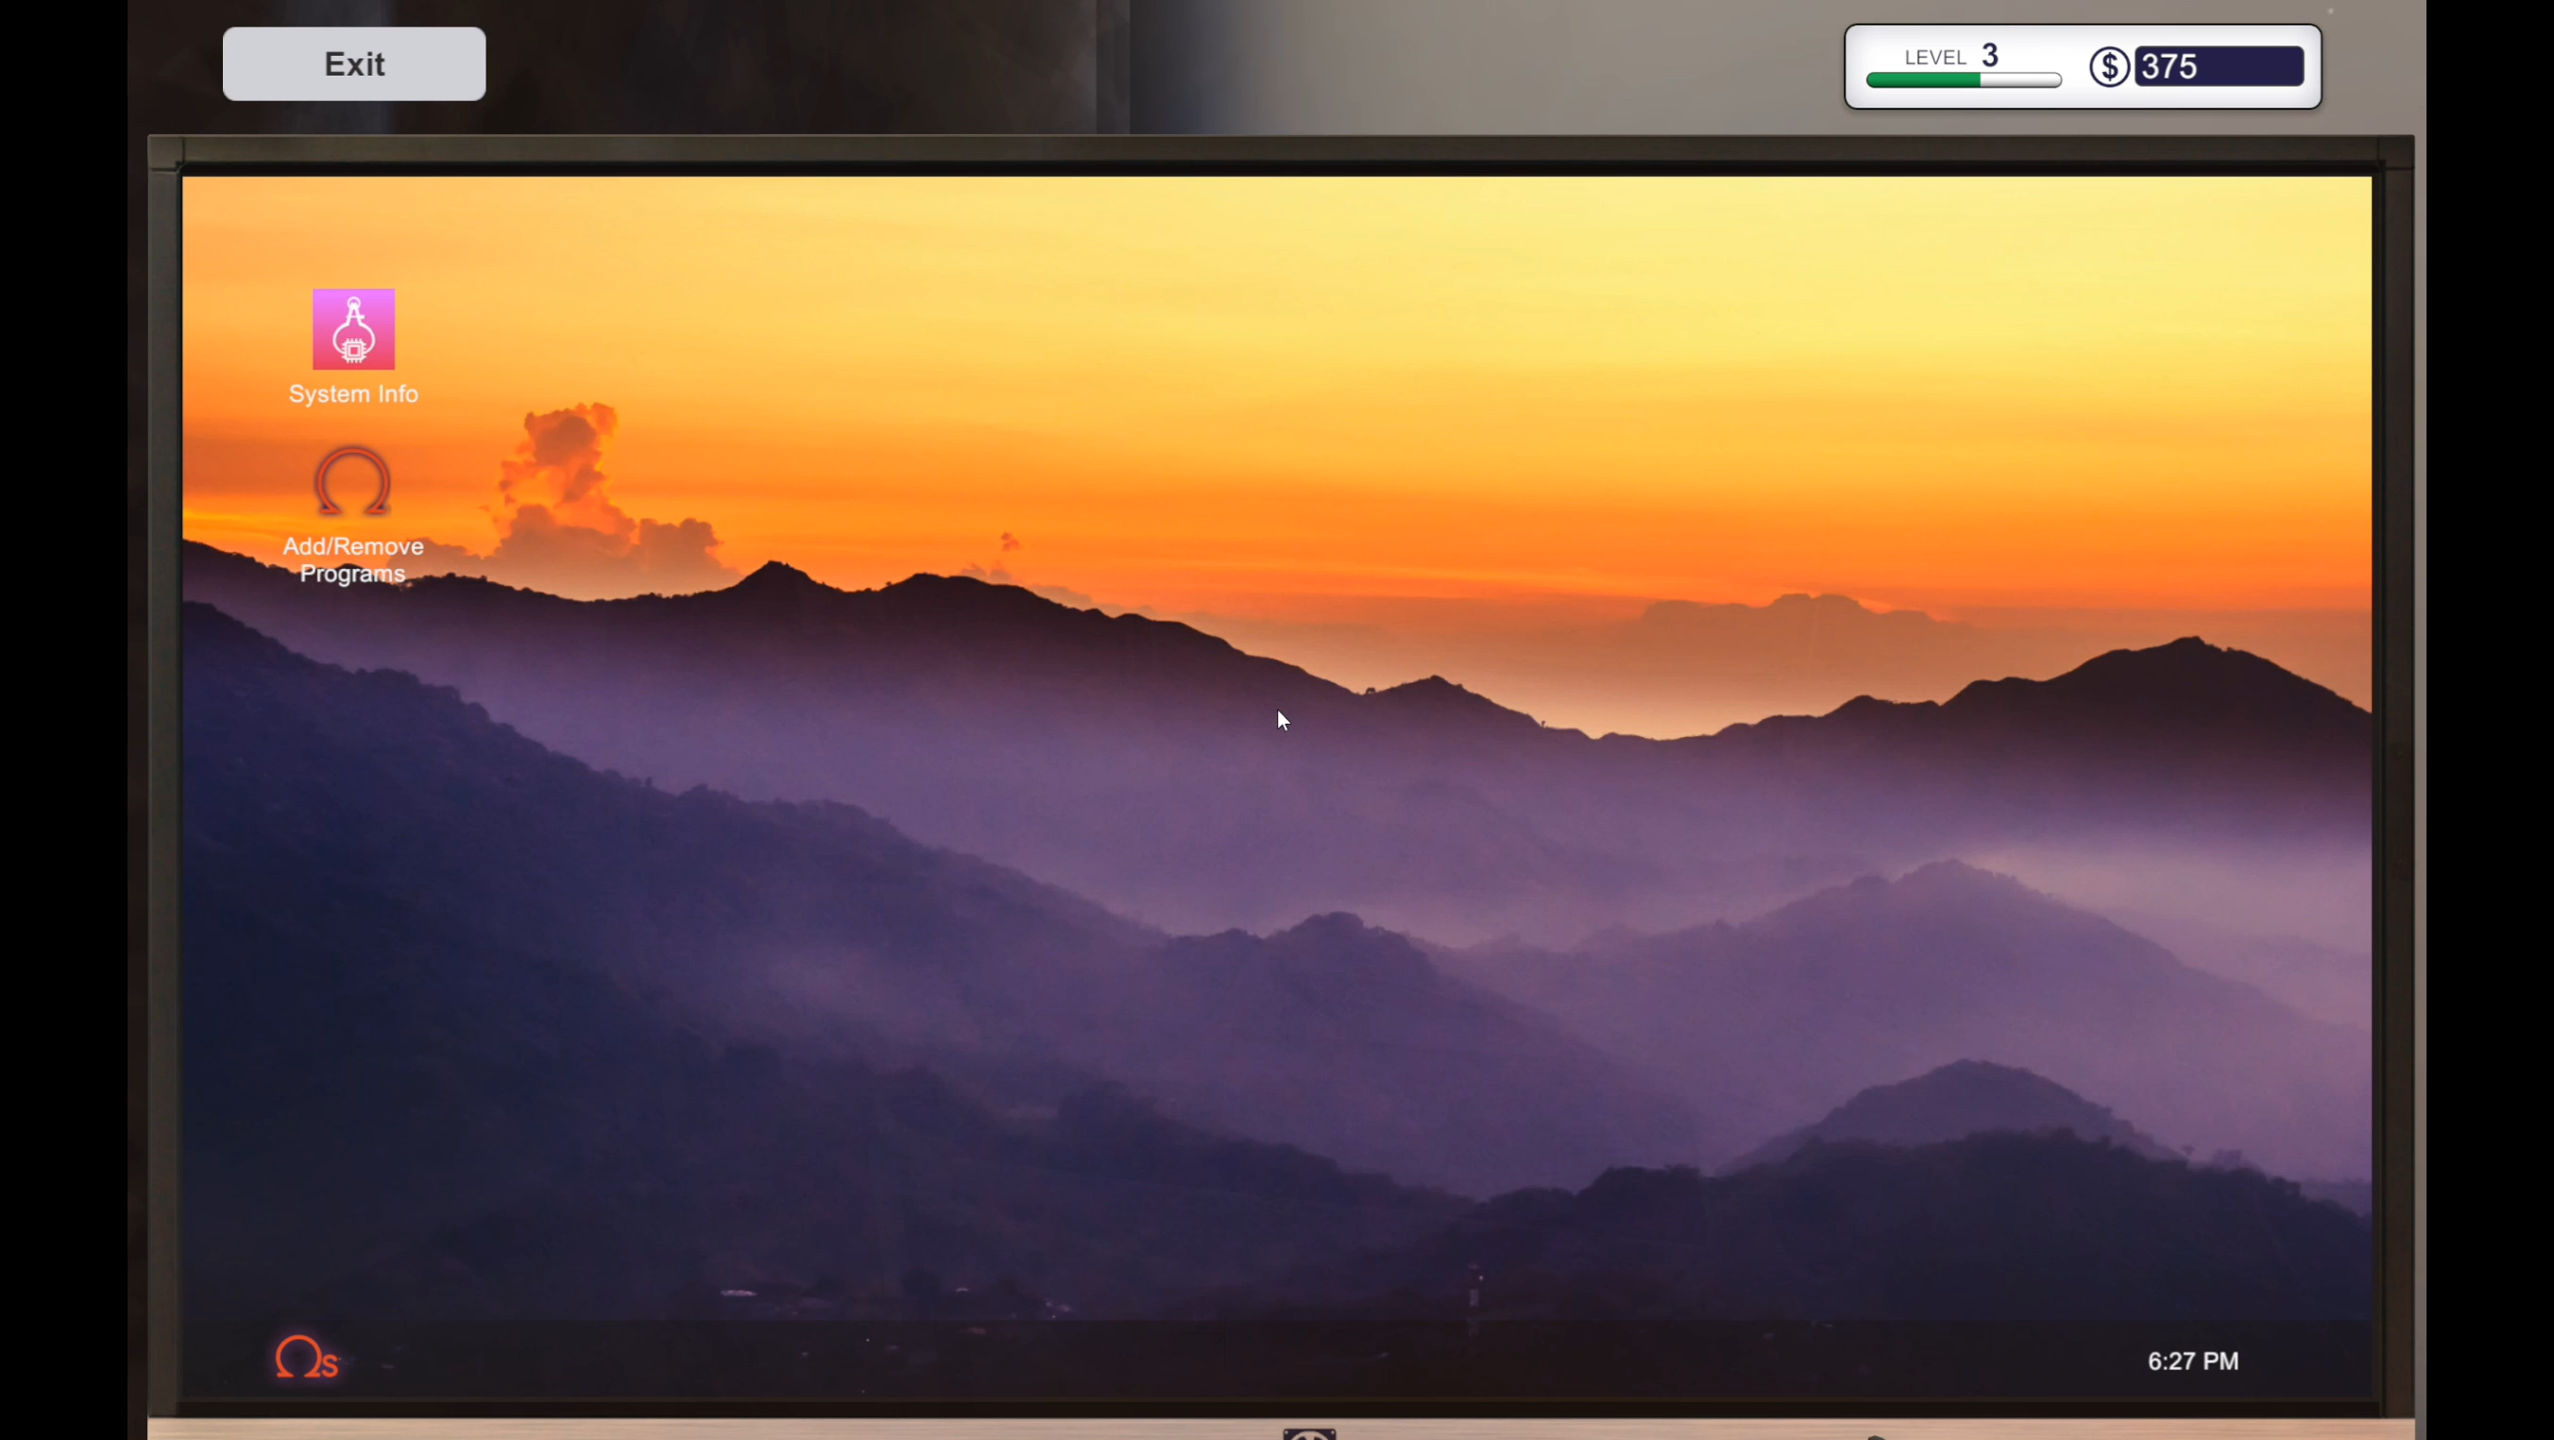 Exit
LEVEL 3
$ 375
System Info
Add/Remove
Programs
Ωs
6:27 PM